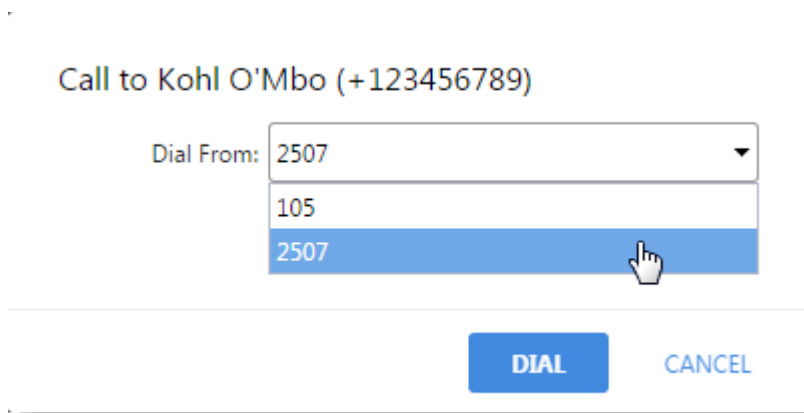 Call to Kohl O'Mbo (+123456789)
Dial From: 2507
105
2507
DIAL CANCEL